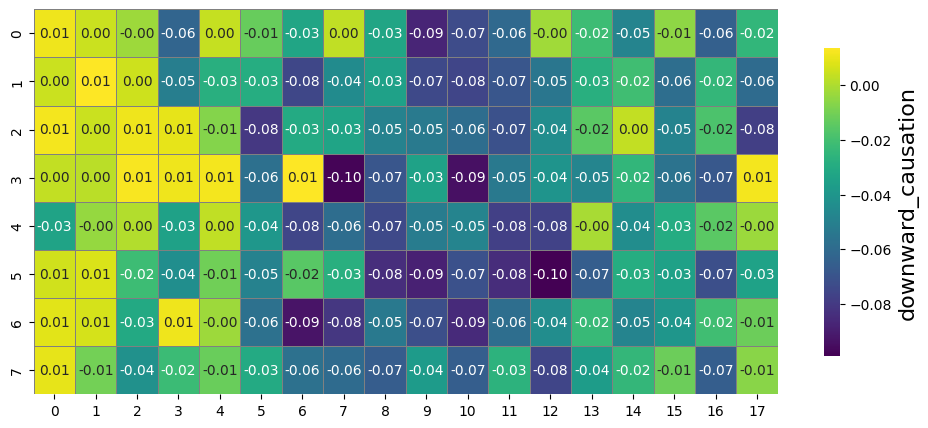 0 0.01 0.00 -0.00 -0.06 0.00 -0.01 -0.03 0.00 -0.03 -0.09 -0.07 -0.06 -0.00 -0.02 -0.05 -0.01 -0.06 -0.02
1 0.00 0.01 0.00 -0.05 -0.03 -0.03 -0.08 -0.04 -0.03 -0.07 -0.08 -0.07 -0.05 -0.03 -0.02 -0.06 -0.02 -0.06
2 0.01 0.00 0.01 0.01 -0.01 -0.08 -0.03 -0.03 -0.05 -0.05 -0.06 -0.07 -0.04 -0.02 0.00 -0.05 -0.02 -0.08
3 0.00 0.00 0.01 0.01 0.01 -0.06 0.01 -0.10 -0.07 -0.03 -0.09 -0.05 -0.04 -0.05 -0.02 -0.06 -0.07 0.01
4 -0.03 -0.00 0.00 -0.03 0.00 -0.04 -0.08 -0.06 -0.07 -0.05 -0.05 -0.08 -0.08 -0.00 -0.04 -0.03 -0.02 -0.00
5 0.01 0.01 -0.02 -0.04 -0.01 -0.05 -0.02 -0.03 -0.08 -0.09 -0.07 -0.08 -0.10 -0.07 -0.03 -0.03 -0.07 -0.03
6 0.01 0.01 -0.03 0.01 -0.00 -0.06 -0.09 -0.08 -0.05 -0.07 -0.09 -0.06 -0.04 -0.02 -0.05 -0.04 -0.02 -0.01
7 0.01 -0.01 -0.04 -0.02 -0.01 -0.03 -0.06 -0.06 -0.07 -0.04 -0.07 -0.03 -0.08 -0.04 -0.02 -0.01 -0.07 -0.01
0 1 2 3 4 5 6 7 8 9 10 11 12 13 14 15 16 17
0.00
−0.02
−0.04
−0.06
−0.08
downward_causation